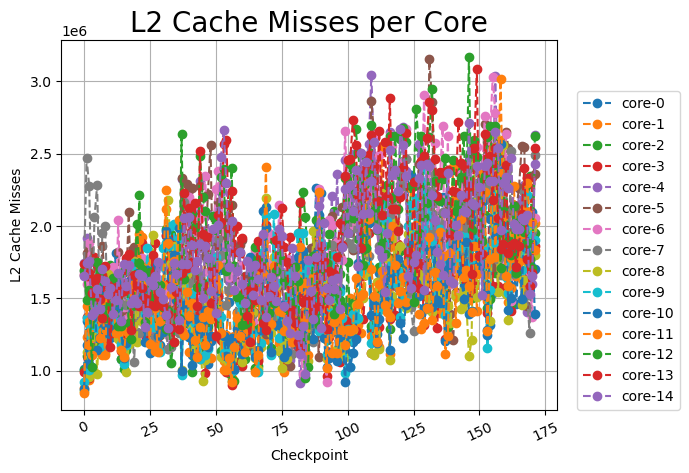 L2 Cache Misses per Core
1e6
3.0
2.5
2.0
1.5
1.0
L2 Cache Misses
0
25
50
75
100
125
150
175
Checkpoint
core-0
core-1
core-2
core-3
core-4
core-5
core-6
core-7
core-8
core-9
core-10
core-11
core-12
core-13
core-14